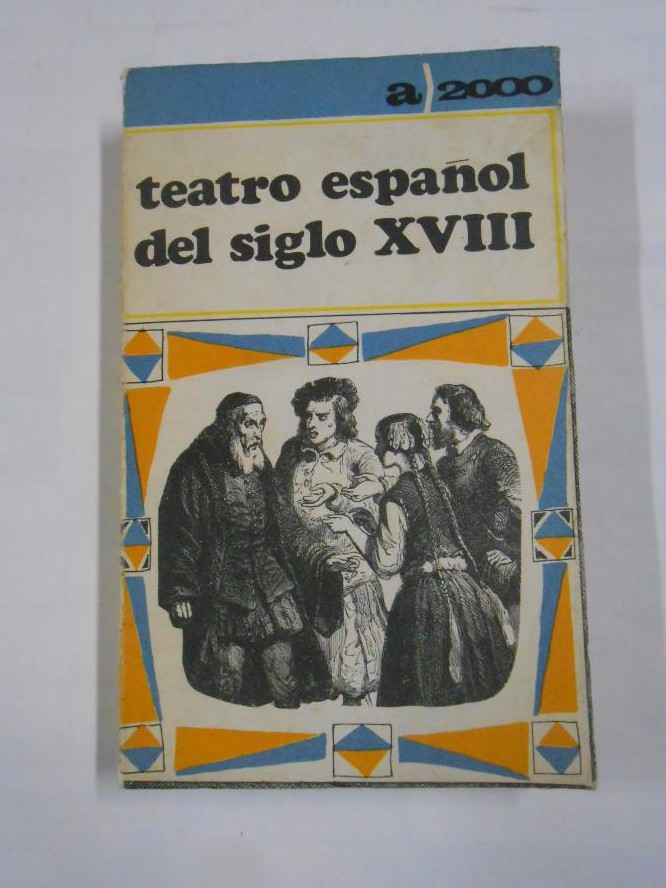 a) 2000
teatro español
del siglo XVIII